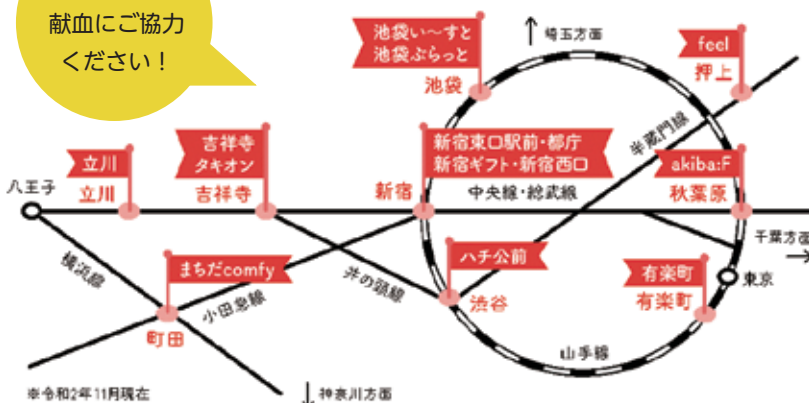 献血にご協力
ください！
池袋い～すと
池袋ぶらっと
池袋
↑埼玉方面
feel
押上
半蔵門線
吉祥寺
タキオン
吉祥寺
立川
立川
八王子
新宿東口駅前・都庁
新宿ギフト・新宿西口
新宿
中央線・総武線
akiba:F
秋葉原
千葉方面
→
横浜線
まちだcomfy
町田
小田急線
井の頭線
ハチ公前
渋谷
有楽町
有楽町
東京
山手線
※令和2年11月現在
↓神奈川方面